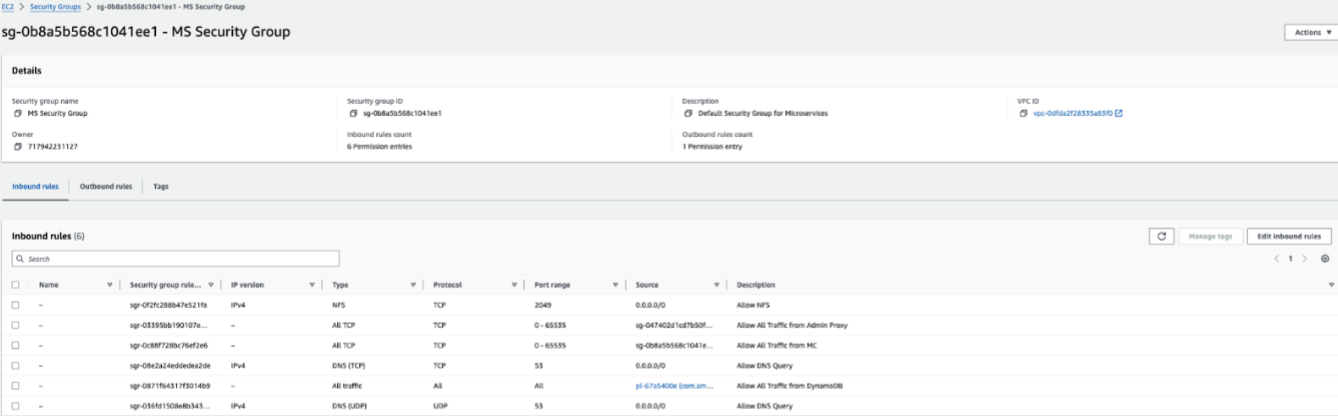 EC2 > Security Groups > sg-0b8a5b568c1041ee1 - MS Security Group
sg-0b8a5b568c1041ee1 - MS Security Group
Actions
Details
Security group name
MS Security Group
Security group ID
sg-0b8a5b568c1041ee1
Description
Default Security Group for Microservices
VPC ID
vpc-0dfda2f28335a83f0
Owner
717942231127
Inbound rules count
6 Permission entries
Outbound rules count
1 Permission entry
Inbound rules Outbound rules Tags
Inbound rules (6)
Manage tags Edit inbound rules
Search
1
Name Security group rule... IP version Type Protocol Port range Source Description
– sgr-0f2fc288b47e521fa IPv4 NFS TCP 2049 0.0.0.0/0 Allow NFS
– sgr-03395bb190107e... – All TCP TCP 0 - 65535 sg-047402d1cd7b50f... Allow All Traffic from Admin Proxy
– sgr-0c88f728bc76ef2e6 – All TCP TCP 0 - 65535 sg-0b8a5b568c1041e... Allow All Traffic from MC
– sgr-08e2a24eddedea2de IPv4 DNS (TCP) TCP 53 0.0.0.0/0 Allow DNS Query
– sgr-0871f64317f3014b9 – All traffic All All pl-67a5400e (com.am... Allow All Traffic from DynamoDB
– sgr-036fd1508e8b343... IPv4 DNS (UDP) UDP 53 0.0.0.0/0 Allow DNS Query